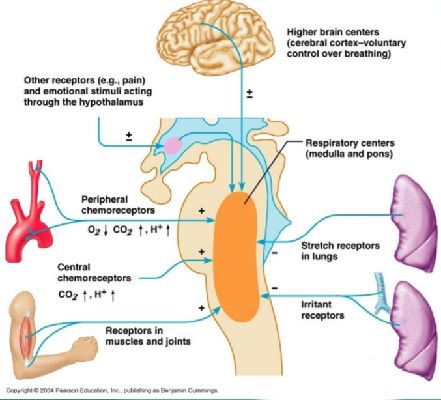 Higher brain centers
(cerebral cortex–voluntary
control over breathing)
Other receptors (e.g., pain)
and emotional stimuli acting
through the hypothalamus
±
±
Respiratory centers
(medulla and pons)
Peripheral
chemoreceptors
O₂ ↓ CO₂ ↑, H⁺ ↑
+
Stretch receptors
in lungs
–
Central
chemoreceptors
CO₂ ↑, H⁺ ↑
+
Irritant
receptors
–
+
Receptors in
muscles and joints
Copyright © 2004 Pearson Education, Inc., publishing as Benjamin Cummings.